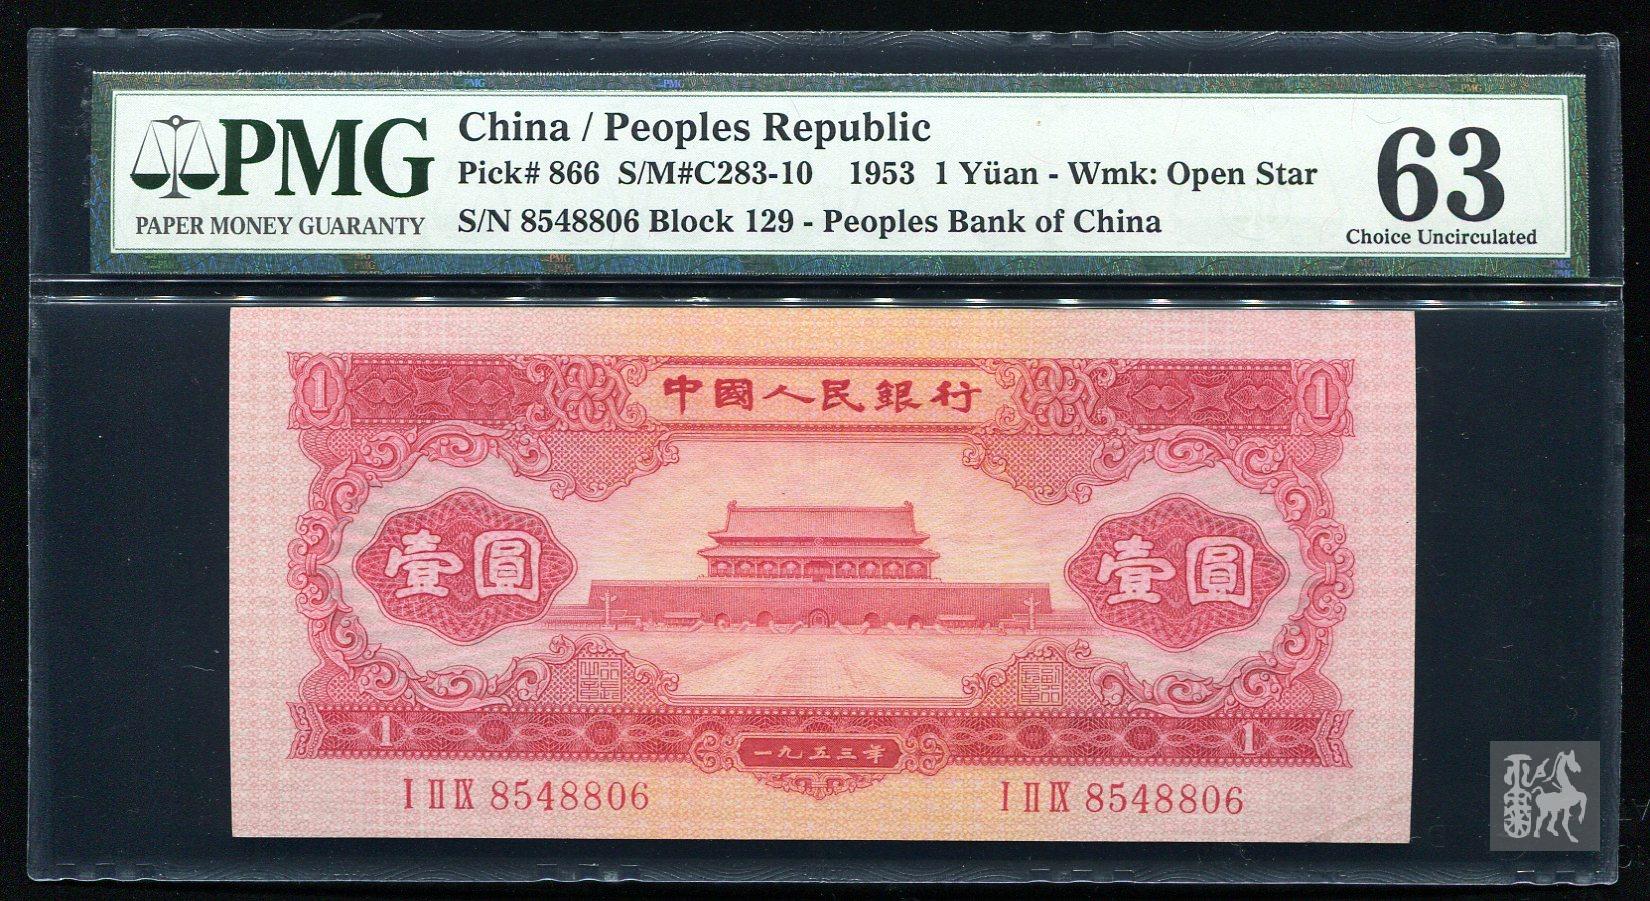 PMG
PAPER MONEY GUARANTY
China / Peoples Republic
Pick# 866 S/M#C283-10 1953 1 Yüan - Wmk: Open Star
S/N 8548806 Block 129 - Peoples Bank of China
63
Choice Uncirculated
1 中國人民銀行 1
壹圓 壹圓
1 1
一九五三年
I II IX 8548806 I II IX 8548806